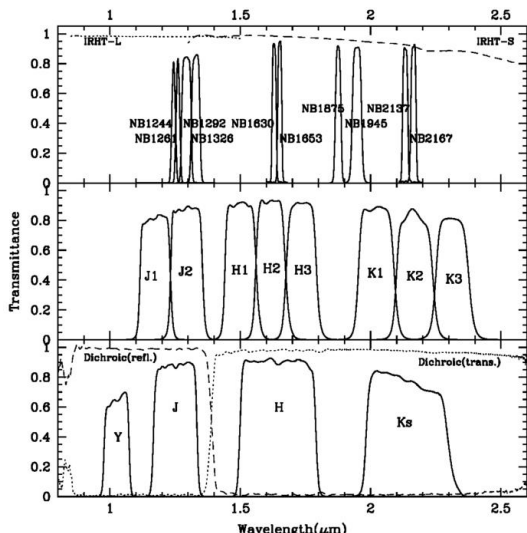 1 1.5 2 2.5
1
IRHT-L IRHT-S
0.8
0.6
NB1875 NB2137
NB1244 NB1292 NB1630 NB1945
0.4
NB1261 NB1326 NB1653 NB2167
0.2
0
0.8
0.6
J1 J2 H1 H2 H3 K1 K2 K3
0.4
0.2
0
Dichroic(refl.) Dichroic(trans.)
0.8
0.6
Y J H Ks
0.4
0.2
0
1 1.5 2 2.5
Wavelength(μm)
Transmittance